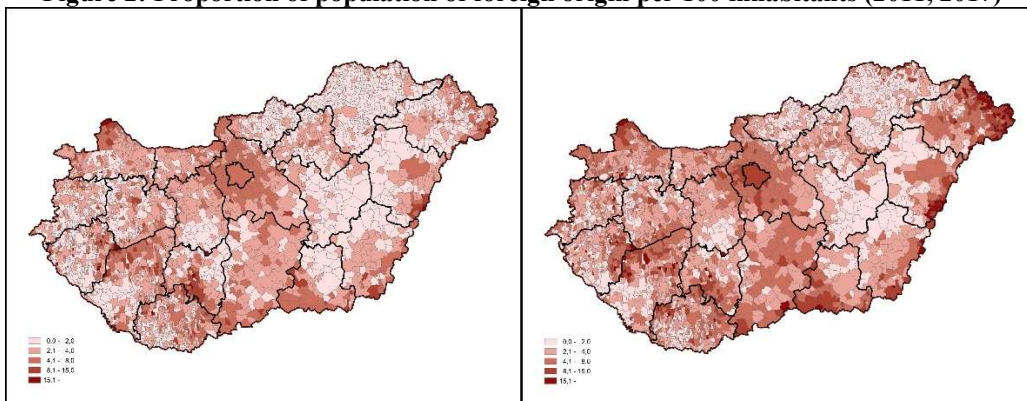 Figure 2. Proportion of population of foreign origin per 100 inhabitants (2011, 2017)
0,0 - 2,0
2,1 - 4,0
4,1 - 8,0
8,1 - 15,0
15,1 -
0,0 - 2,0
2,1 - 4,0
4,1 - 8,0
8,1 - 15,0
15,1 -